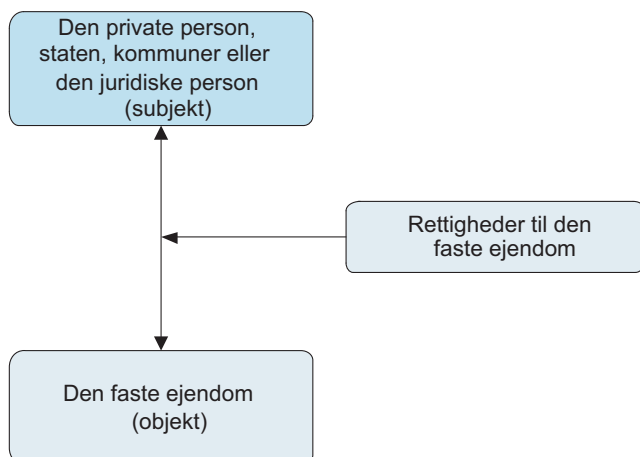 Den private person,
staten, kommuner eller
den juridiske person
(subjekt)
Rettigheder til den
faste ejendom
Den faste ejendom
(objekt)